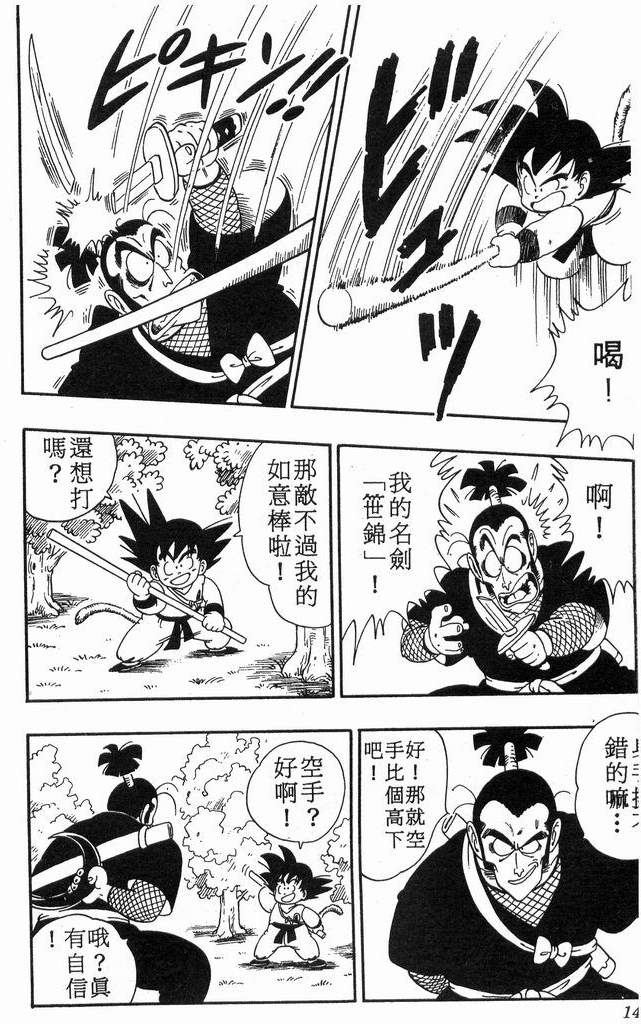 喝！
ビュッ
ピキン!!
啊！
我的名劍
「笹錦」！
那敵不過我的
如意棒啦！
還想打
嗎？
錯的嘛…
好！那就空
手比個高下
吧！
空手？
好啊！
哦？真
有自信
！
14